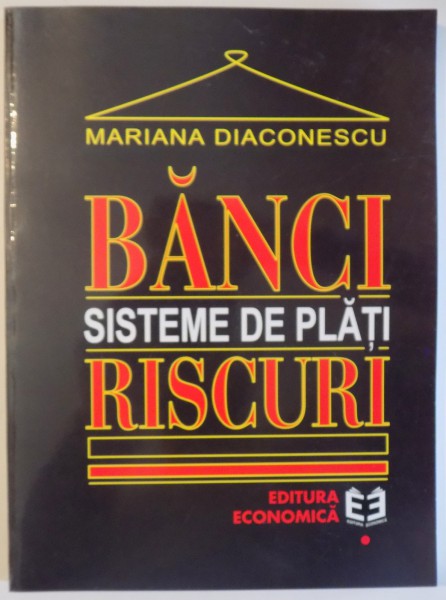 MARIANA DIACONESCU
BĂNCI
SISTEME DE PLĂȚI
RISCURI
EDITURA
ECONOMICĂ